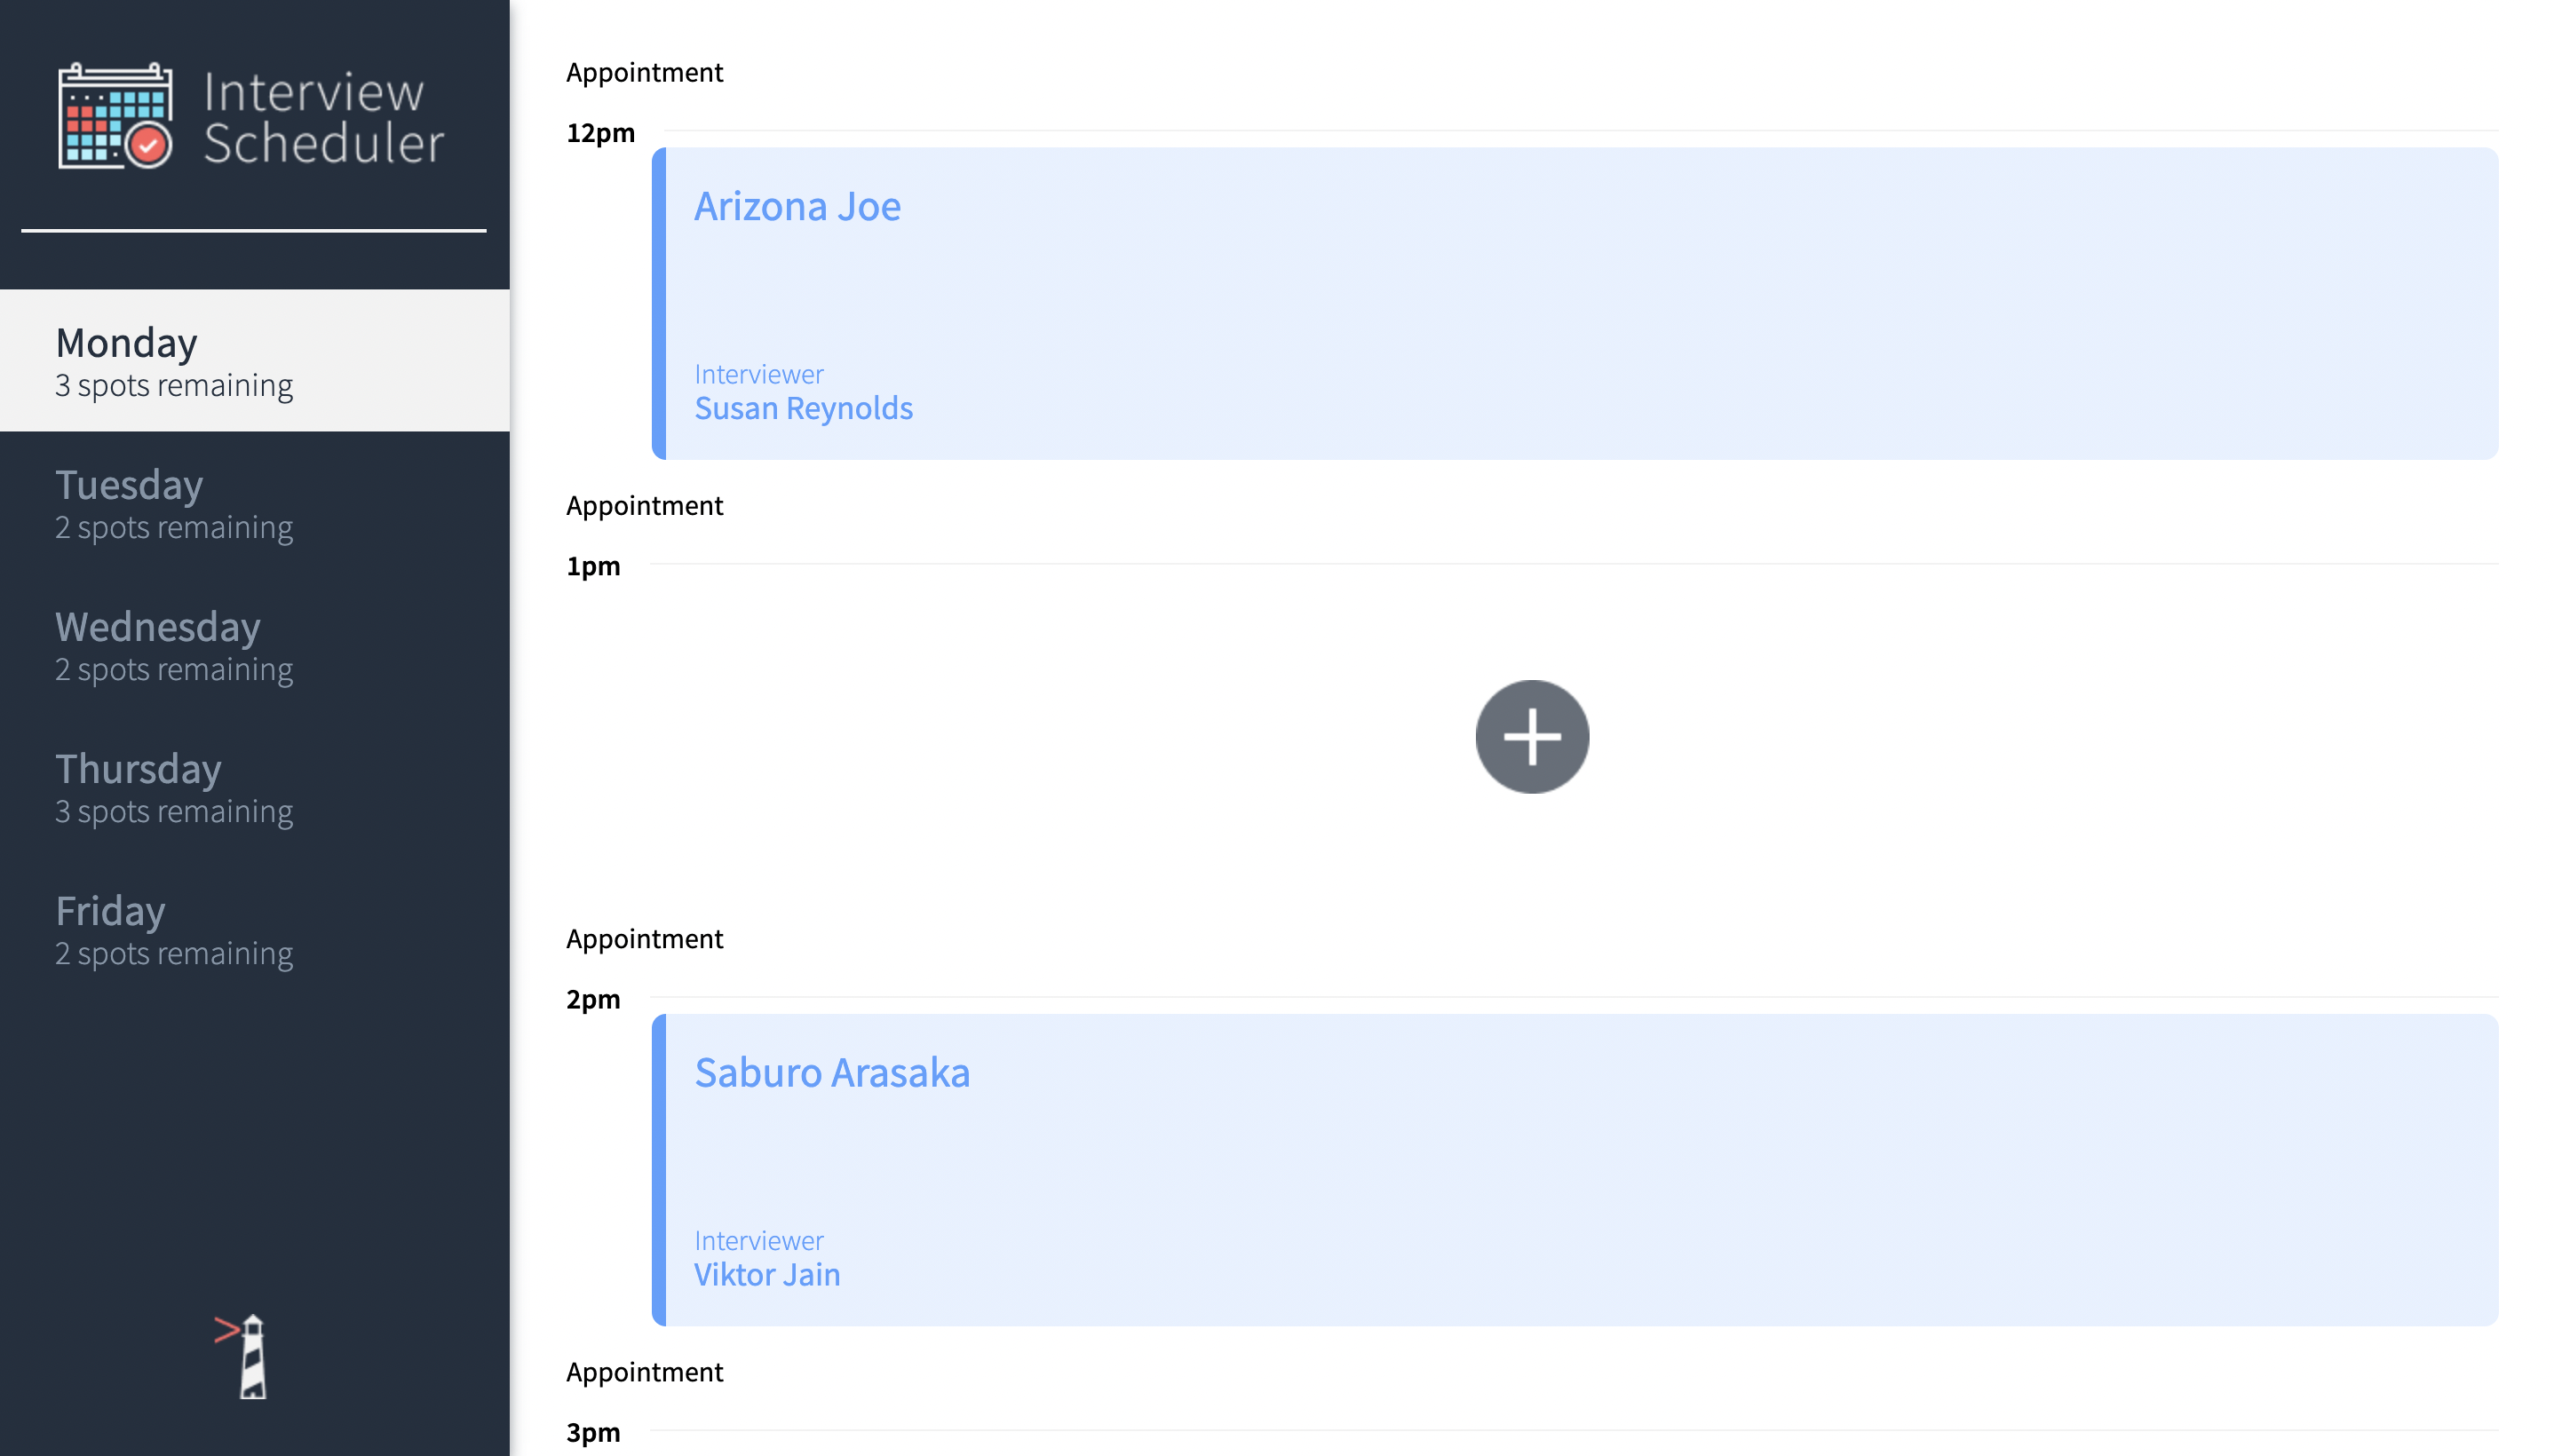 Interview
Scheduler
Monday
3 spots remaining
Tuesday
2 spots remaining
Wednesday
2 spots remaining
Thursday
3 spots remaining
Friday
2 spots remaining
Appointment
12pm
Arizona Joe
Interviewer
Susan Reynolds
Appointment
1pm
Appointment
2pm
Saburo Arasaka
Interviewer
Viktor Jain
Appointment
3pm